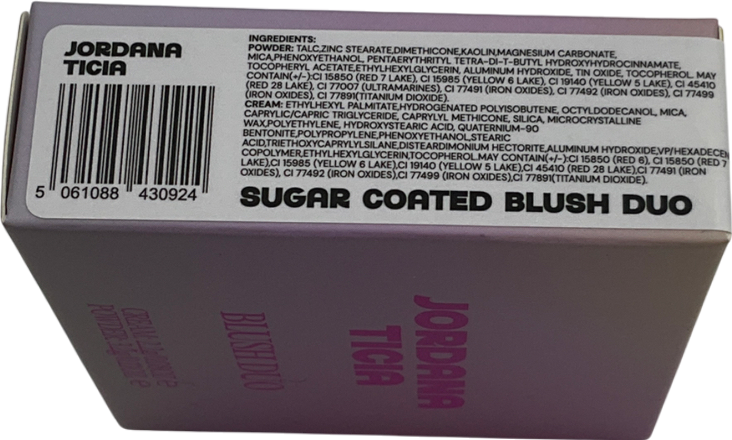 JORDANA
TICIA
5 061088 430924
INGREDIENTS:
POWDER: TALC,ZINC STEARATE,DIMETHICONE,KAOLIN,MAGNESIUM CARBONATE,
MICA,PHENOXYETHANOL, PENTAERYTHRITYL TETRA-DI-T-BUTYL HYDROXYHYDROCINNAMATE,
TOCOPHERYL ACETATE,ETHYLHEXYLGLYCERIN, ALUMINUM HYDROXIDE, TIN OXIDE, TOCOPHEROL. MAY
CONTAIN(+/-):CI 15850 (RED 7 LAKE), CI 15985 (YELLOW 6 LAKE), CI 19140 (YELLOW 5 LAKE), CI 45410
(RED 28 LAKE), CI 77007 (ULTRAMARINES), CI 77491 (IRON OXIDES), CI 77492 (IRON OXIDES), CI 77499
(IRON OXIDES), CI 77891(TITANIUM DIOXIDE).
CREAM: ETHYLHEXYL PALMITATE,HYDROGENATED POLYISOBUTENE, OCTYLDODECANOL, MICA,
CAPRYLIC/CAPRIC TRIGLYCERIDE, CAPRYLYL METHICONE, SILICA, MICROCRYSTALLINE
WAX,POLYETHYLENE, HYDROXYSTEARIC ACID, QUATERNIUM-90
BENTONITE,POLYPROPYLENE,PHENOXYETHANOL,STEARIC
ACID,TRIETHOXYCAPRYLYLSILANE,DISTEARDIMONIUM HECTORITE,ALUMINUM HYDROXIDE,VP/HEXADECEN
COPOLYMER,ETHYLHEXYLGLYCERIN,TOCOPHEROL.MAY CONTAIN(+/-):CI 15850 (RED 6), CI 15850 (RED 7
LAKE),CI 15985 (YELLOW 6 LAKE),CI 19140 (YELLOW 5 LAKE),CI 45410 (RED 28 LAKE),CI 77491 (IRON
OXIDES), CI 77492 (IRON OXIDES),CI 77499 (IRON OXIDES),CI 77891(TITANIUM DIOXIDE).
SUGAR COATED BLUSH DUO
JORDANA
TICIA
BLUSH DUO
CREAM
POWDER